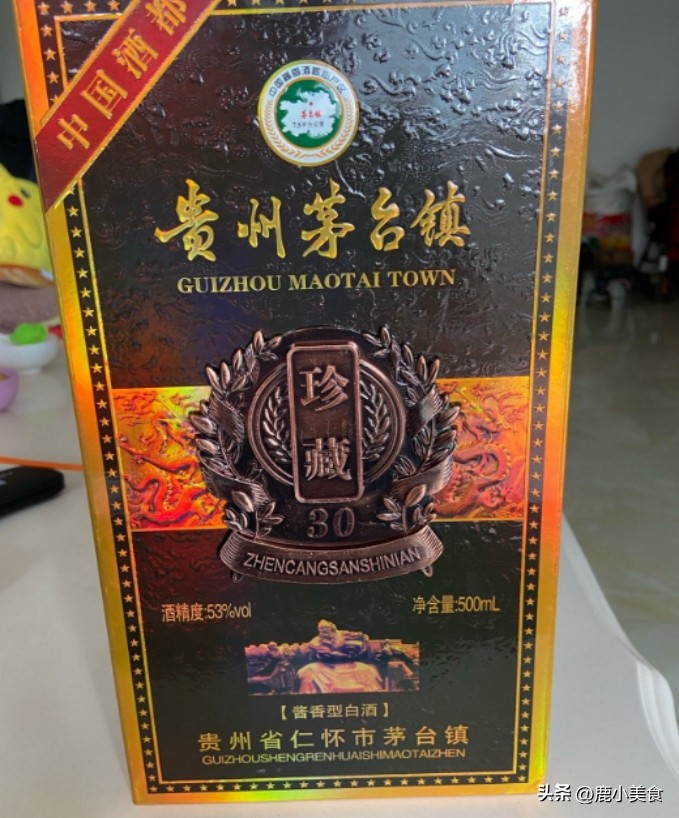 中国酒都
贵州茅台镇
GUIZHOU MAOTAI TOWN
珍
藏
30
ZHENCANGSANSHINIAN
酒精度:53%vol
净含量:500mL
【酱香型白酒】
贵州省仁怀市茅台镇
GUIZHOUSHENGRENHUAISHIMAOTAIZHEN
头条 @鹿小美食